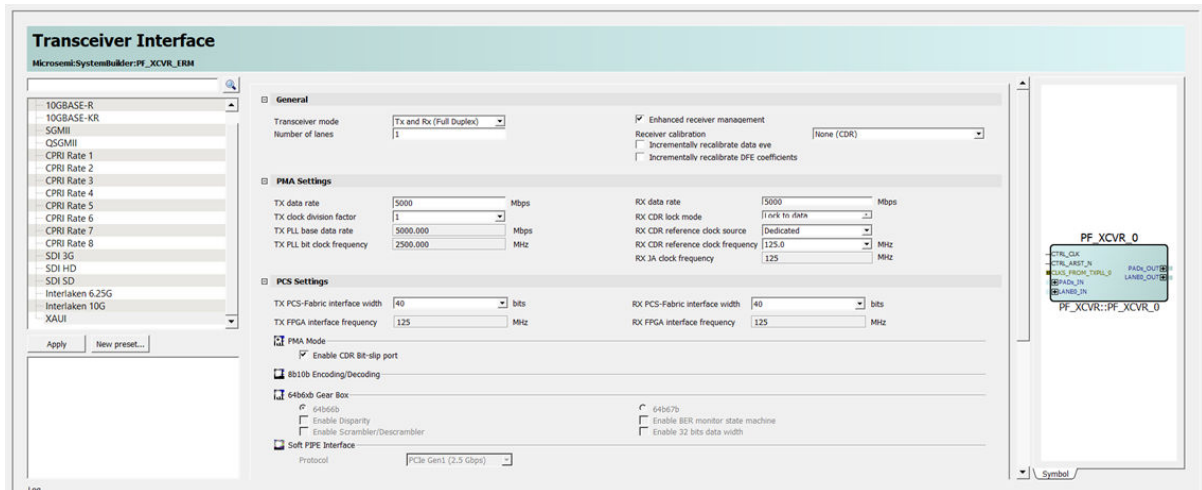 Transceiver Interface
Microsemi:SystemBuilder:PF_XCVR_ERM
10GBASE-R
10GBASE-KR
SGMII
QSGMII
CPRI Rate 1
CPRI Rate 2
CPRI Rate 3
CPRI Rate 4
CPRI Rate 5
CPRI Rate 6
CPRI Rate 7
CPRI Rate 8
SDI 3G
SDI HD
SDI SD
Interlaken 6.25G
Interlaken 10G
XAUI
Apply New preset...
General
Transceiver mode Tx and Rx (Full Duplex) Enhanced receiver management
Number of lanes 1 Receiver calibration None (CDR)
Incrementally recalibrate data eye
Incrementally recalibrate DFE coefficients
PMA Settings
TX data rate 5000 Mbps RX data rate 5000 Mbps
TX clock division factor 1 RX CDR lock mode Lock to data
TX PLL base data rate 5000.000 Mbps RX CDR reference clock source Dedicated
TX PLL bit clock frequency 2500.000 MHz RX CDR reference clock frequency 125.0 MHz
RX JA clock frequency 125 MHz
PCS Settings
TX PCS-Fabric interface width 40 bits RX PCS-Fabric interface width 40 bits
TX FPGA interface frequency 125 MHz RX FPGA interface frequency 125 MHz
PMA Mode
Enable CDR Bit-slip port
8b10b Encoding/Decoding
64b6xb Gear Box
64b66b 64b67b
Enable Disparity Enable BER monitor state machine
Enable Scrambler/Descrambler Enable 32 bits data width
Soft PIPE Interface
Protocol PCIe Gen1 (2.5 Gbps)
PF_XCVR_0
CTRL_CLK
CTRL_ARST_N
CLKS_FROM_TXPLL_0 PADs_OUT
PADs_IN LANE0_OUT
LANE0_IN
PF_XCVR::PF_XCVR_0
Symbol
Log